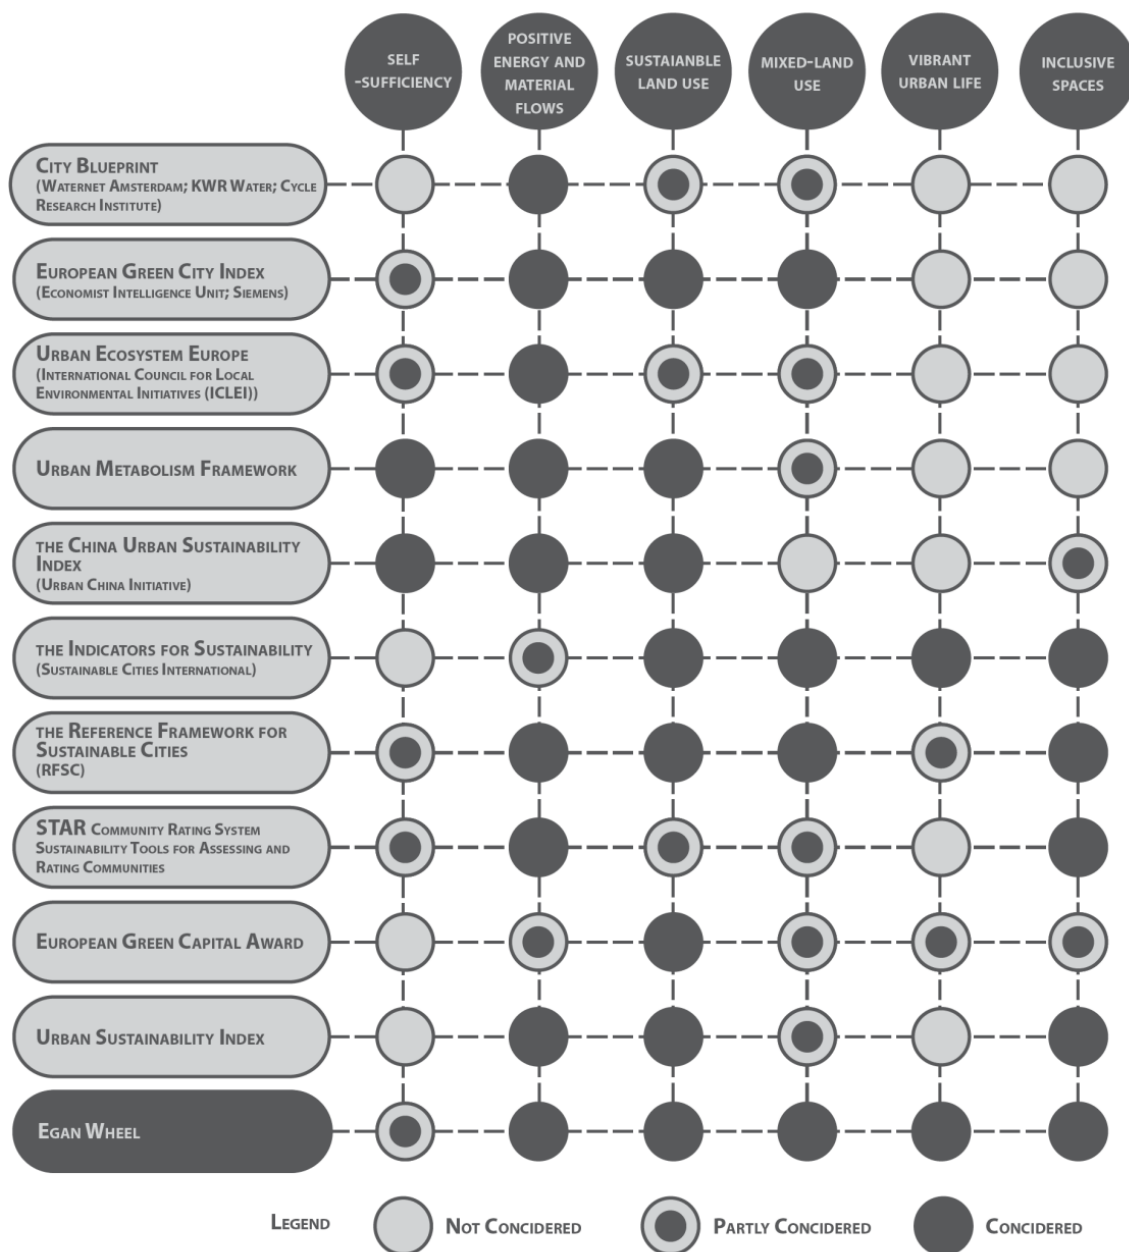 SELF
-SUFFICIENCY
POSITIVE
ENERGY AND
MATERIAL
FLOWS
SUSTAIANBLE
LAND USE
MIXED-LAND
USE
VIBRANT
URBAN LIFE
INCLUSIVE
SPACES
CITY BLUEPRINT
(WATERNET AMSTERDAM; KWR WATER; CYCLE
RESEARCH INSTITUTE)
EUROPEAN GREEN CITY INDEX
(ECONOMIST INTELLIGENCE UNIT; SIEMENS)
URBAN ECOSYSTEM EUROPE
(INTERNATIONAL COUNCIL FOR LOCAL
ENVIRONMENTAL INITIATIVES (ICLEI))
URBAN METABOLISM FRAMEWORK
THE CHINA URBAN SUSTAINABILITY
INDEX
(URBAN CHINA INITIATIVE)
THE INDICATORS FOR SUSTAINABILITY
(SUSTAINABLE CITIES INTERNATIONAL)
THE REFERENCE FRAMEWORK FOR
SUSTAINABLE CITIES
(RFSC)
STAR COMMUNITY RATING SYSTEM
SUSTAINABILITY TOOLS FOR ASSESSING AND
RATING COMMUNITIES
EUROPEAN GREEN CAPITAL AWARD
URBAN SUSTAINABILITY INDEX
EGAN WHEEL
LEGEND
NOT CONCIDERED
PARTLY CONCIDERED
CONCIDERED